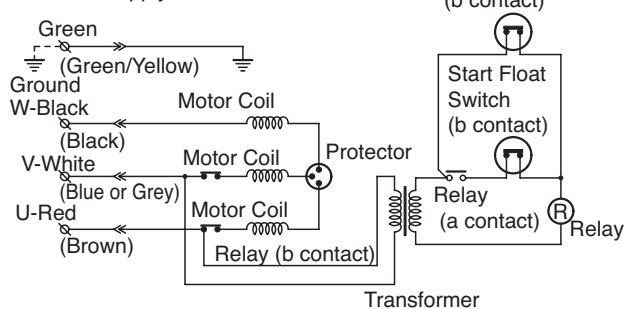 (b contact)
Green
(Green/Yellow)
Ground
W-Black
(Black)
V-White
(Blue or Grey)
U-Red
(Brown)
Motor Coil
Motor Coil
Motor Coil
Protector
Relay (b contact)
Transformer
Start Float
Switch
(b contact)
Relay
(a contact)
R
Relay